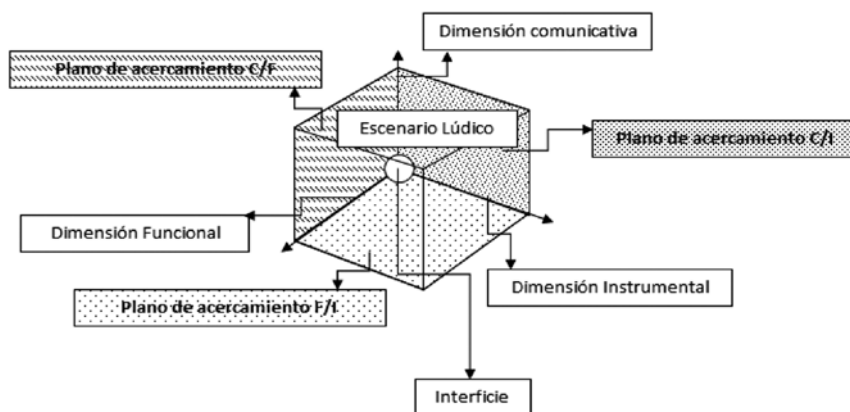 Dimensión comunicativa
Plano de acercamiento C/F
Escenario Lúdico
Plano de acercamiento C/I
Dimensión Funcional
Dimensión Instrumental
Plano de acercamiento F/I
Interficie